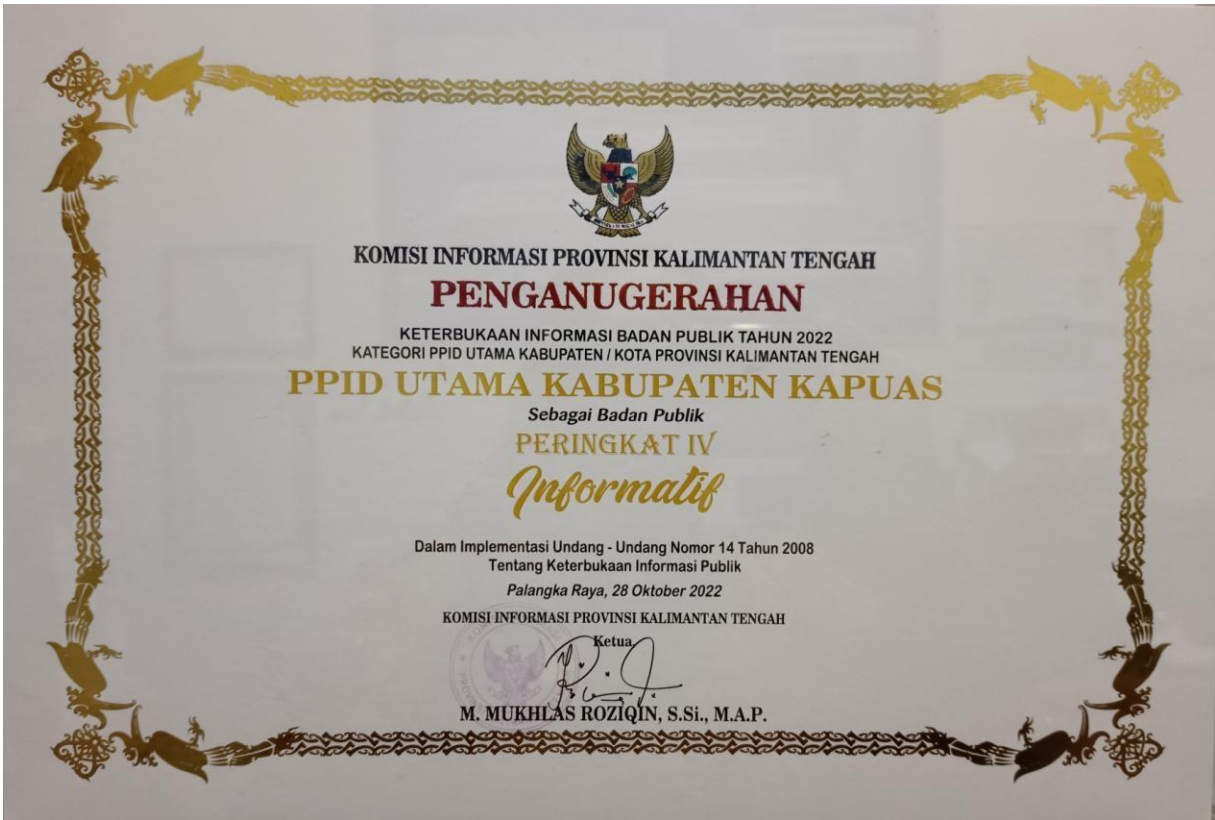 KOMISI INFORMASI PROVINSI KALIMANTAN TENGAH
PENGANUGERAHAN
KETERBUKAAN INFORMASI BADAN PUBLIK TAHUN 2022
KATEGORI PPID UTAMA KABUPATEN / KOTA PROVINSI KALIMANTAN TENGAH
PPID UTAMA KABUPATEN KAPUAS
Sebagai Badan Publik
PERINGKAT IV
Informatif
Dalam Implementasi Undang - Undang Nomor 14 Tahun 2008
Tentang Keterbukaan Informasi Publik
Palangka Raya, 28 Oktober 2022
KOMISI INFORMASI PROVINSI KALIMANTAN TENGAH
Ketua
M. MUKHLAS ROZIQIN, S.Si., M.A.P.